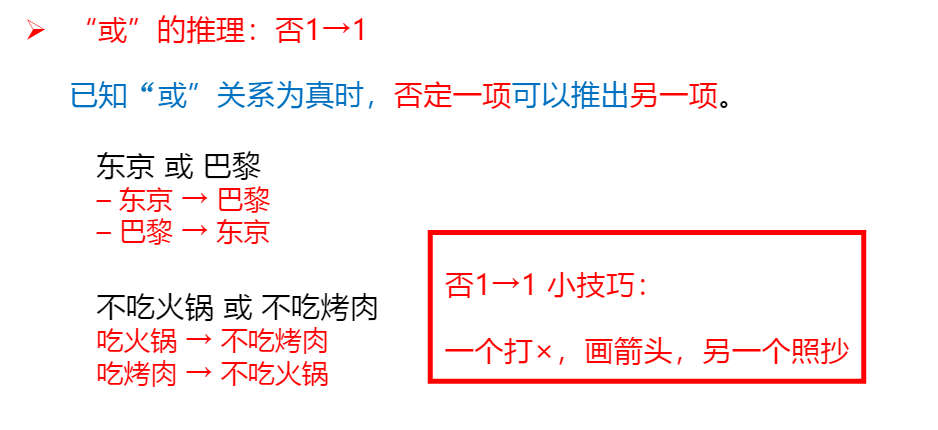 ➢ “或”的推理：否1→1
已知“或”关系为真时，否定一项可以推出另一项。
东京 或 巴黎
– 东京 → 巴黎
– 巴黎 → 东京
不吃火锅 或 不吃烤肉
吃火锅 → 不吃烤肉
吃烤肉 → 不吃火锅
否1→1 小技巧：
一个打×，画箭头，另一个照抄